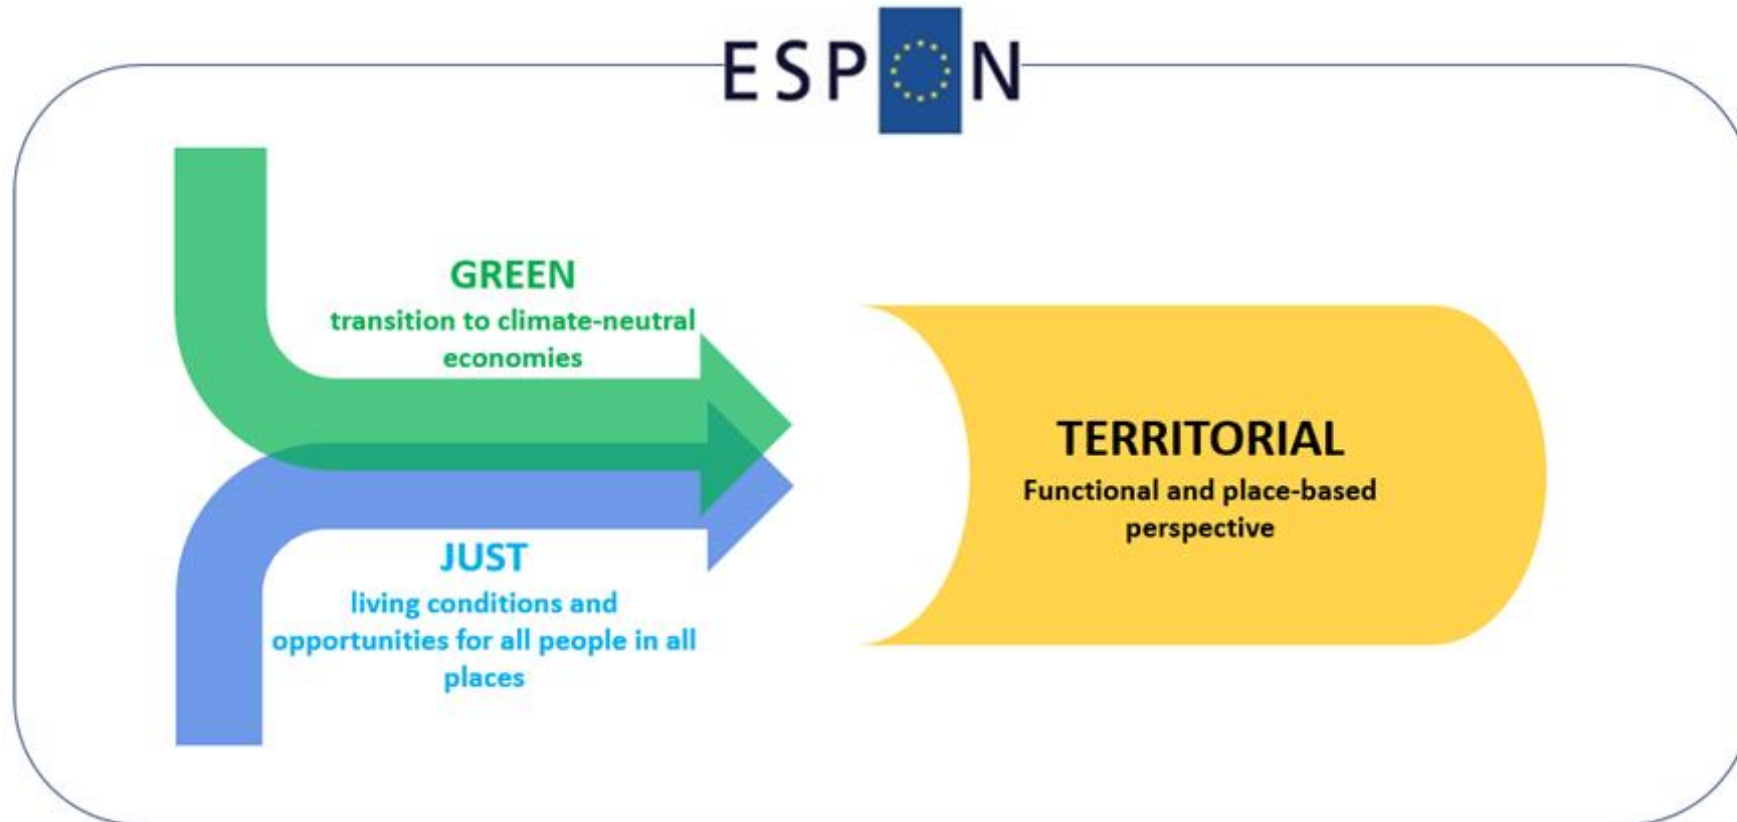 ESPON
GREEN
transition to climate-neutral
economies
TERRITORIAL
Functional and place-based
perspective
JUST
living conditions and
opportunities for all people in all
places